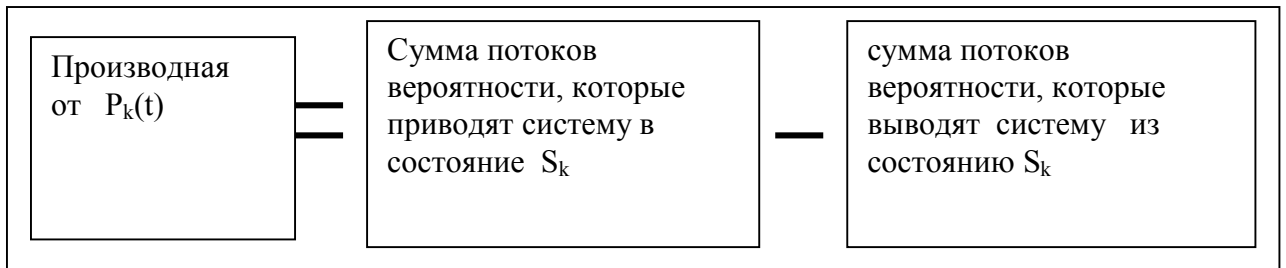 Производная
от P_k(t)
Сумма потоков
вероятности, которые
приводят систему в
состояние S_k
сумма потоков
вероятности, которые
выводят систему из
состоянию S_k